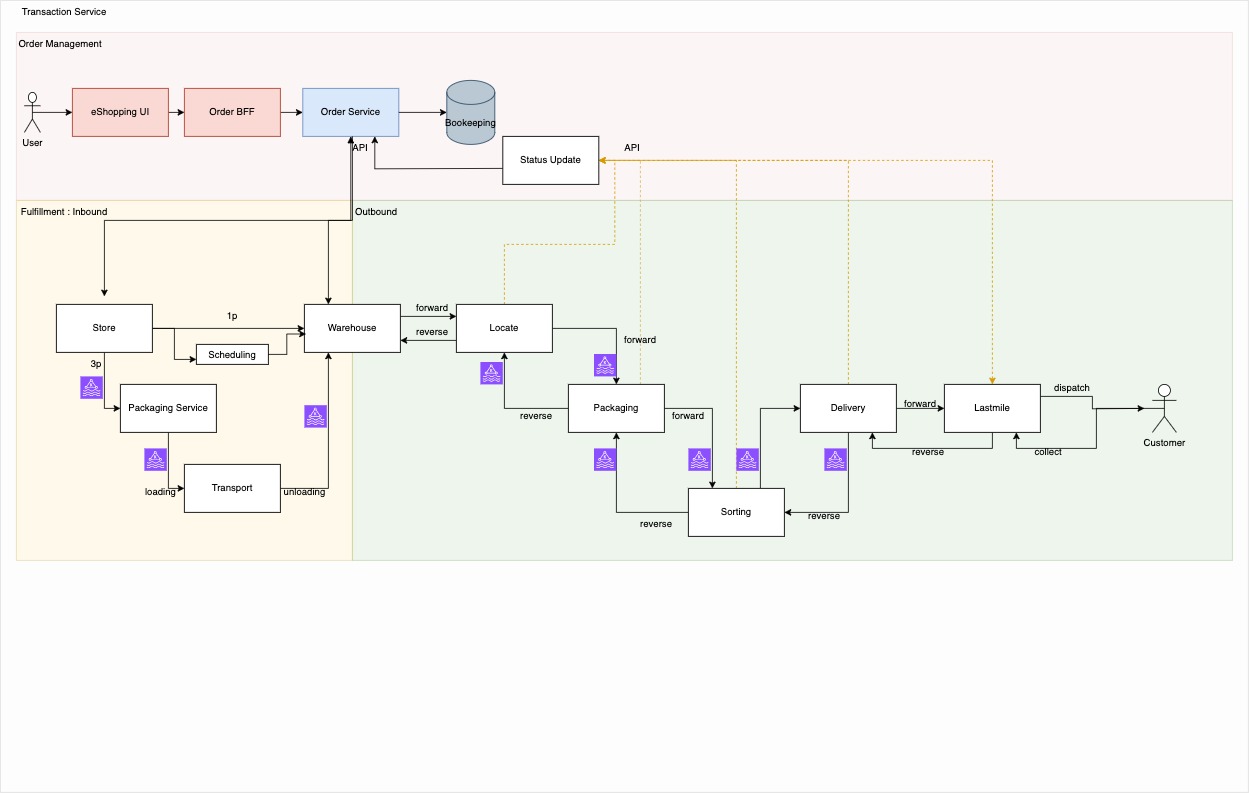 Transaction Service
Order Management
eShopping UI
Order BFF
Order Service
Bookeeping
User
API
Status Update
API
Fulfillment : Inbound
Outbound
Store
1p
Scheduling
Warehouse
forward
reverse
Locate
forward
3p
Packaging Service
reverse
Packaging
forward
Delivery
forward
Lastmile
dispatch
Customer
reverse
collect
loading
Transport
unloading
reverse
Sorting
reverse